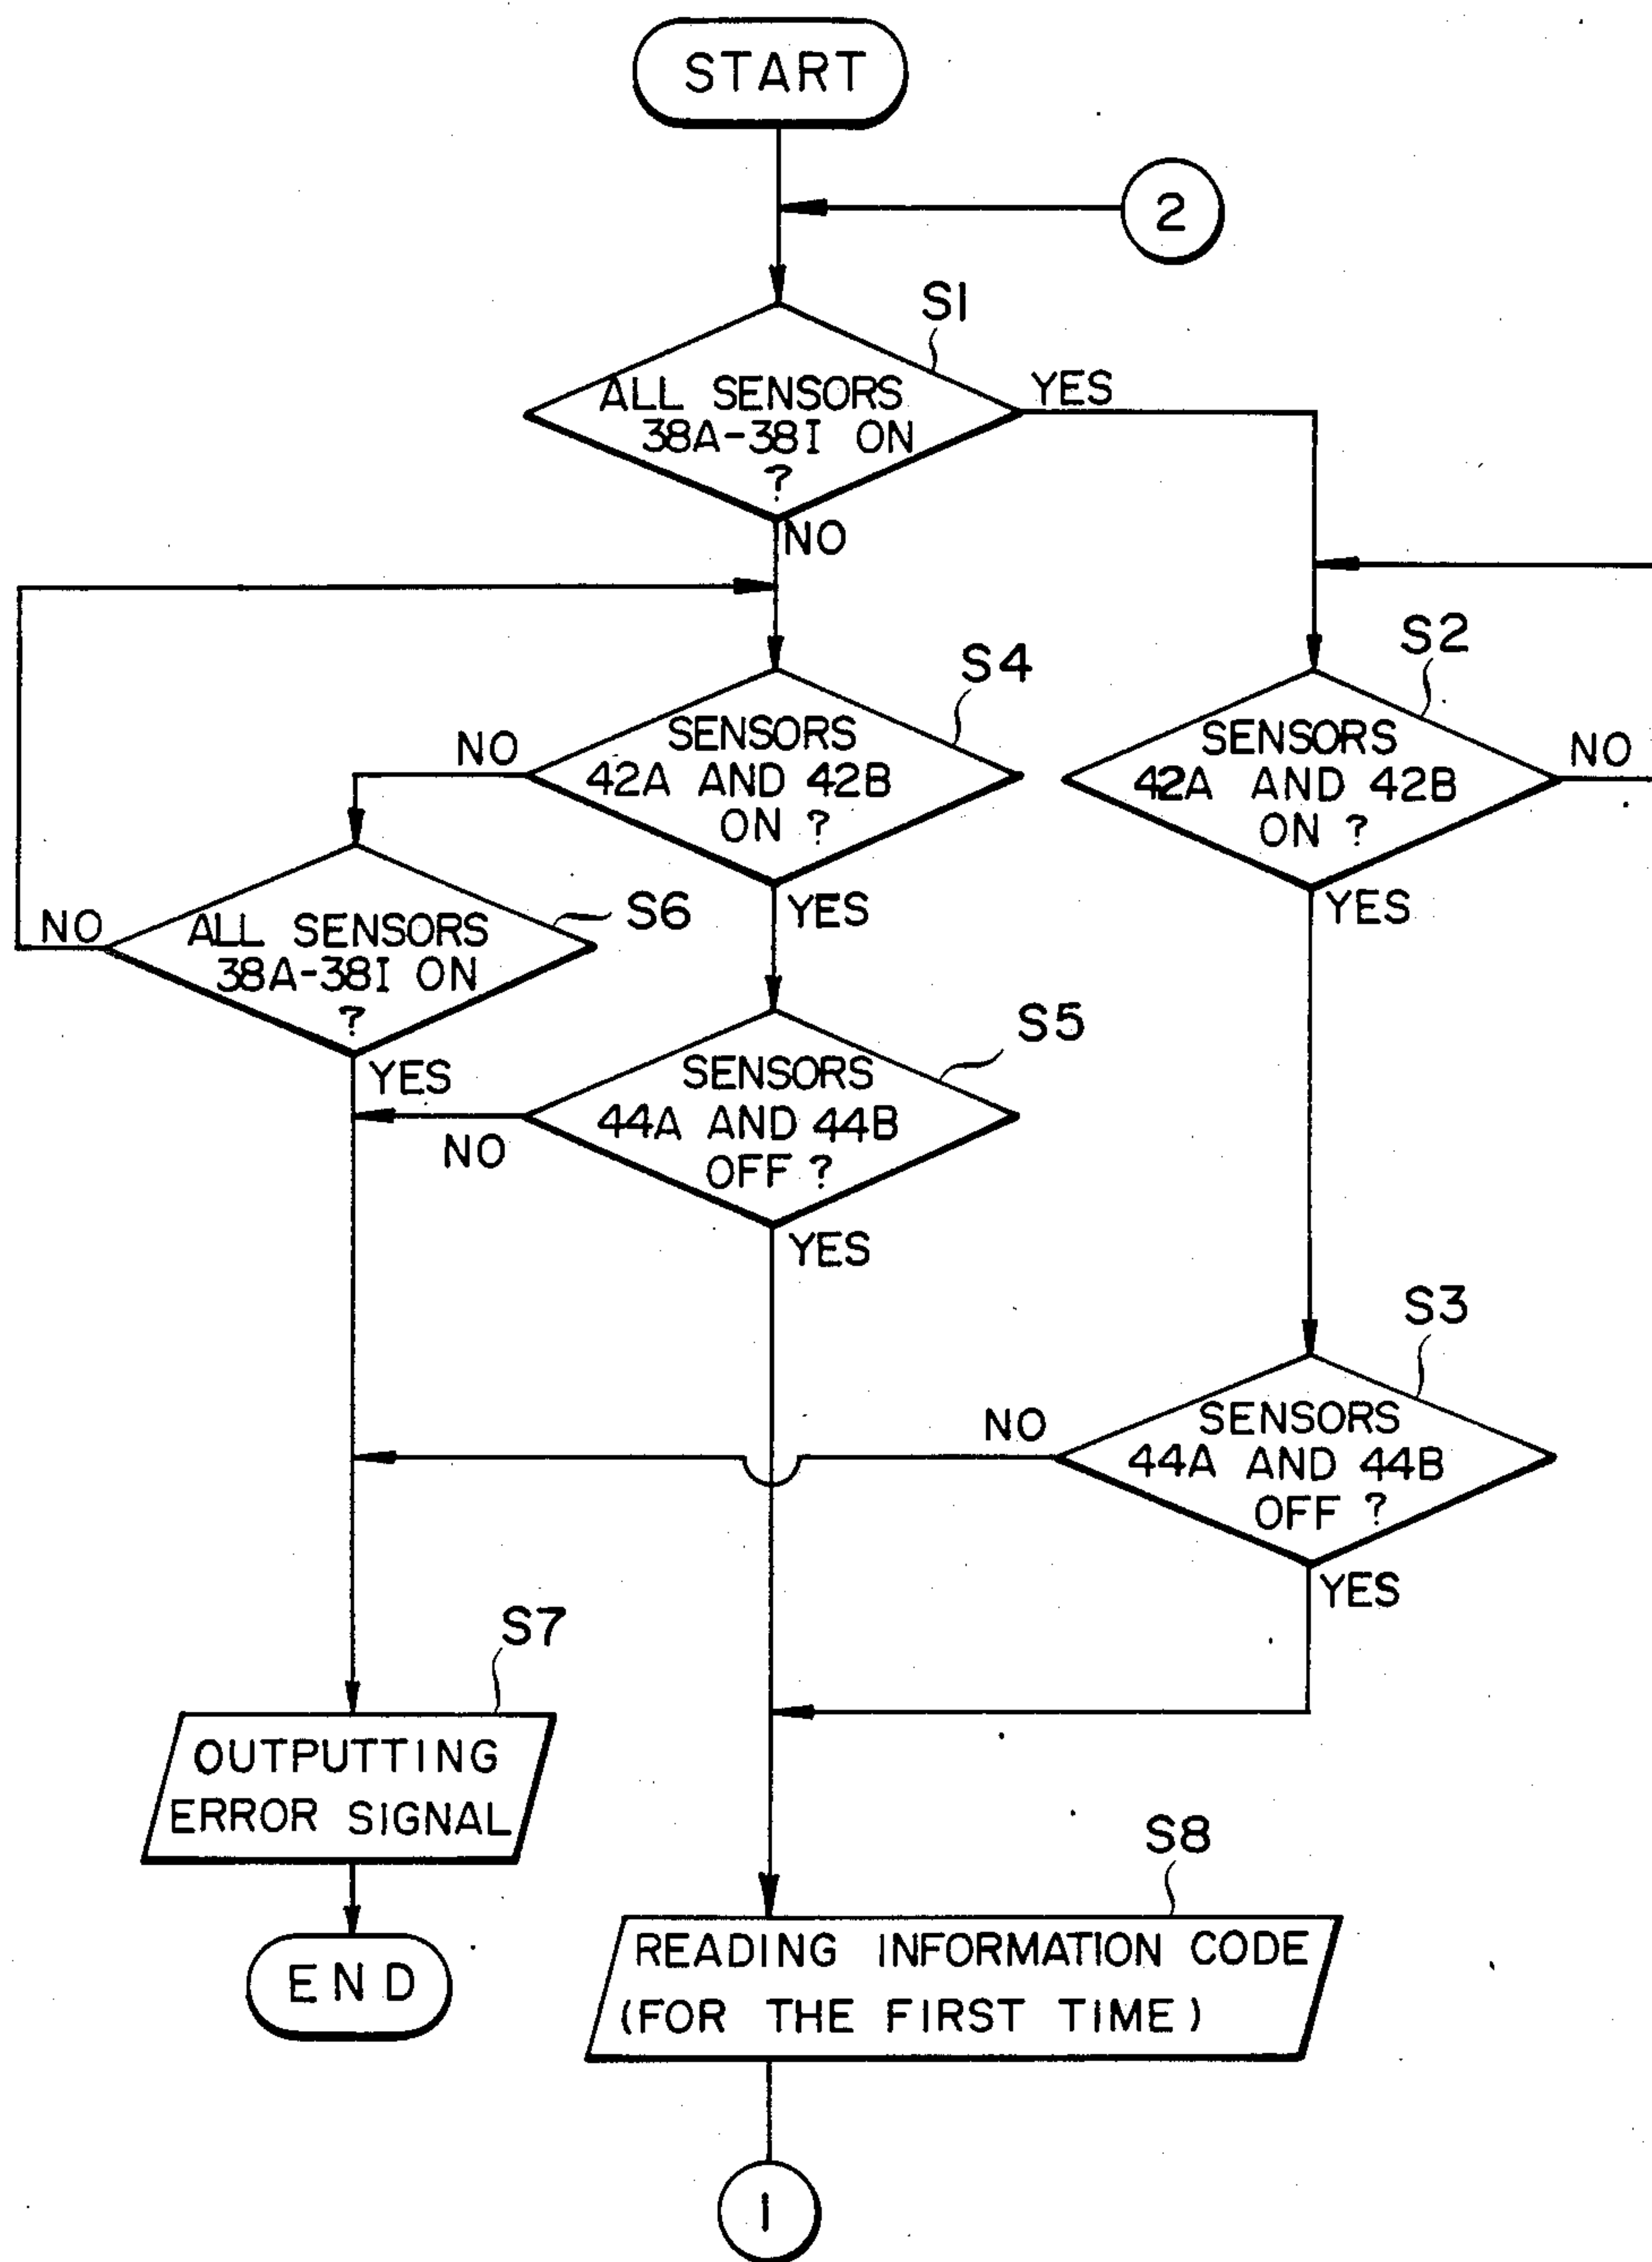 START
2
S1
ALL SENSORS
38A-38I ON
?
YES
NO
S2
SENSORS
42A AND 42B
ON ?
NO
YES
S4
SENSORS
42A AND 42B
ON ?
NO
YES
S6
ALL SENSORS
38A-38I ON
?
NO
YES
S5
SENSORS
44A AND 44B
OFF ?
NO
YES
S3
SENSORS
44A AND 44B
OFF ?
NO
YES
S7
OUTPUTTING
ERROR SIGNAL
END
S8
READING INFORMATION CODE
(FOR THE FIRST TIME)
1